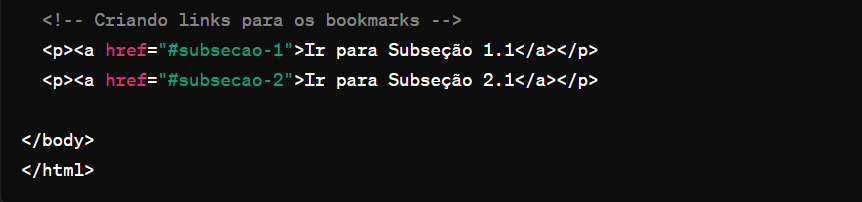 <!-- Criando links para os bookmarks -->
<p><a href="#subsecao-1">Ir para Subseção 1.1</a></p>
<p><a href="#subsecao-2">Ir para Subseção 2.1</a></p>
</body>
</html>